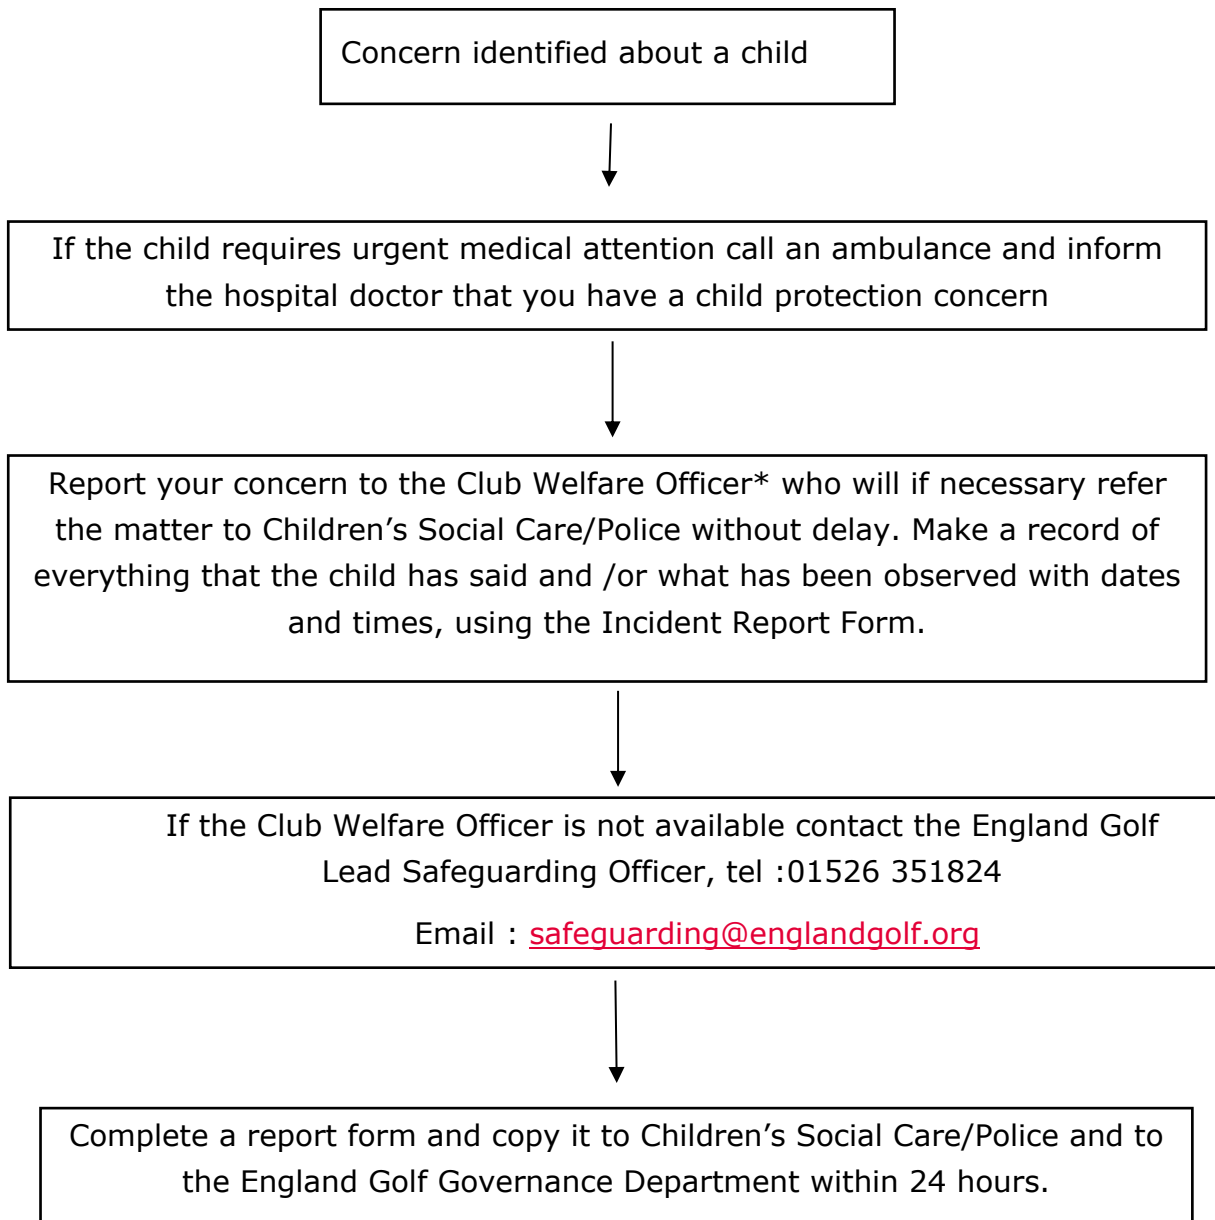 Concern identified about a child
If the child requires urgent medical attention call an ambulance and inform
the hospital doctor that you have a child protection concern
Report your concern to the Club Welfare Officer* who will if necessary refer
the matter to Children’s Social Care/Police without delay. Make a record of
everything that the child has said and /or what has been observed with dates
and times, using the Incident Report Form.
If the Club Welfare Officer is not available contact the England Golf
Lead Safeguarding Officer, tel :01526 351824
Email : safeguarding@englandgolf.org
Complete a report form and copy it to Children’s Social Care/Police and to
the England Golf Governance Department within 24 hours.